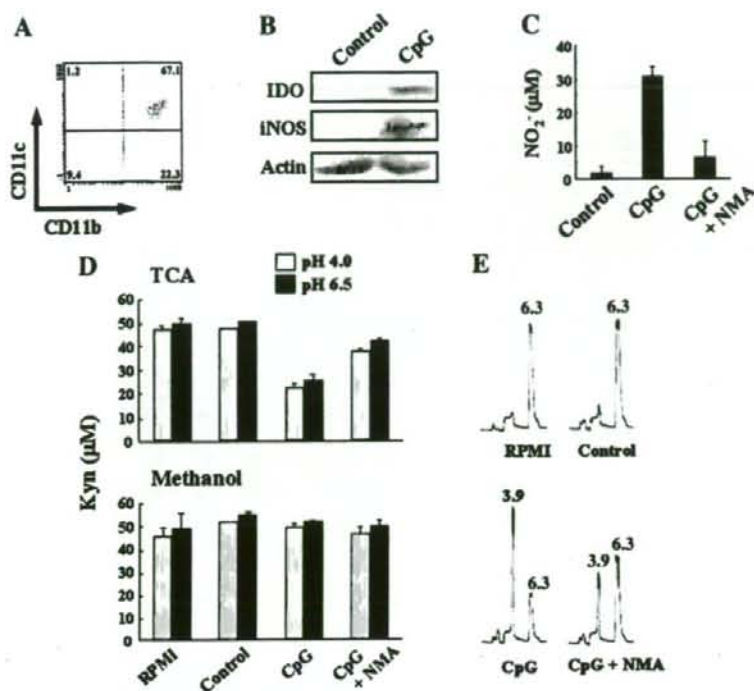 A
1.2 67.1
9.4 22.3
CD11c
CD11b
B
Control CpG
IDO
iNOS
Actin
C
NO2- (μM)
40
30
20
10
0
Control CpG CpG + NMA
D
TCA
pH 4.0
pH 6.5
60
50
40
30
20
10
0
Kyn (μM)
Methanol
60
50
40
30
20
10
0
RPMI Control CpG CpG + NMA
E
6.3 6.3
RPMI Control
3.9 6.3 3.9 6.3
CpG CpG + NMA